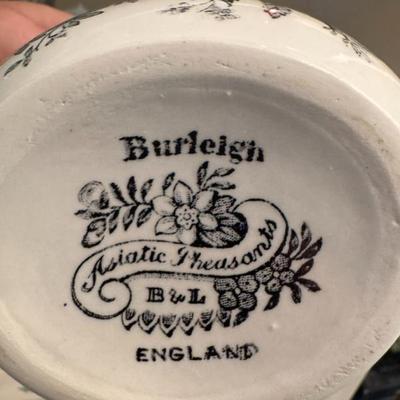 Burleigh
Asiatic Pheasants
B & L
ENGLAND